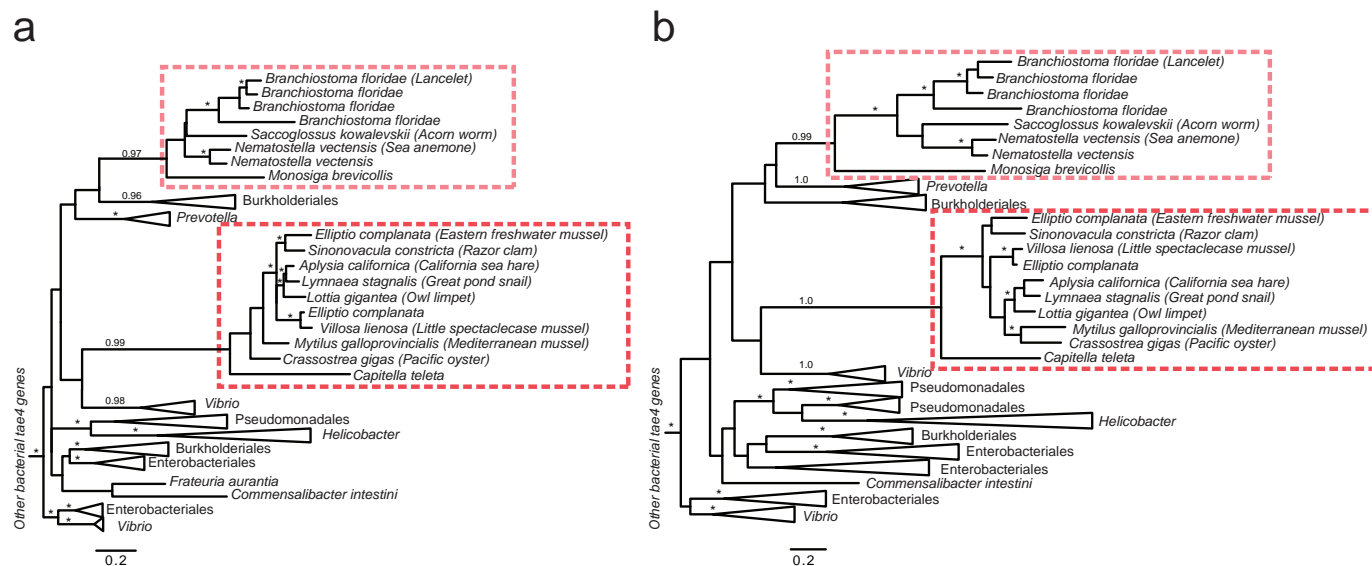 a
*
Branchiostoma floridae (Lancelet)
Branchiostoma floridae
*
Branchiostoma floridae
Branchiostoma floridae
Saccoglossus kowalevskii (Acorn worm)
0.97
*
Nematostella vectensis (Sea anemone)
Nematostella vectensis
Monosiga brevicollis
0.96
Burkholderiales
*
Prevotella
*
Elliptio complanata (Eastern freshwater mussel)
Sinonovacula constricta (Razor clam)
*
*
Aplysia californica (California sea hare)
*
Lymnaea stagnalis (Great pond snail)
Lottia gigantea (Owl limpet)
*
Elliptio complanata
Villosa lienosa (Little spectaclecase mussel)
Mytilus galloprovincialis (Mediterranean mussel)
0.99
Crassostrea gigas (Pacific oyster)
Capitella teleta
0.98
Vibrio
*
Pseudomonadales
*
Helicobacter
*
Burkholderiales
*
Enterobacteriales
*
Frateuria aurantia
Commensalibacter intestini
*
Enterobacteriales
*
Vibrio
Other bacterial tae4 genes
0.2
b
Branchiostoma floridae (Lancelet)
*
*
Branchiostoma floridae
*
Branchiostoma floridae
*
Branchiostoma floridae
Saccoglossus kowalevskii (Acorn worm)
0.99
*
Nematostella vectensis (Sea anemone)
Nematostella vectensis
Monosiga brevicollis
1.0
Prevotella
Burkholderiales
Elliptio complanata (Eastern freshwater mussel)
Sinonovacula constricta (Razor clam)
*
*
Villosa lienosa (Little spectaclecase mussel)
Elliptio complanata
*
Aplysia californica (California sea hare)
*
Lymnaea stagnalis (Great pond snail)
1.0
Lottia gigantea (Owl limpet)
*
Mytilus galloprovincialis (Mediterranean mussel)
Crassostrea gigas (Pacific oyster)
Capitella teleta
1.0
Vibrio
*
Pseudomonadales
*
Pseudomonadales
*
Helicobacter
*
Burkholderiales
*
Enterobacteriales
*
Enterobacteriales
Commensalibacter intestini
*
Enterobacteriales
*
Vibrio
Other bacterial tae4 genes
0.2